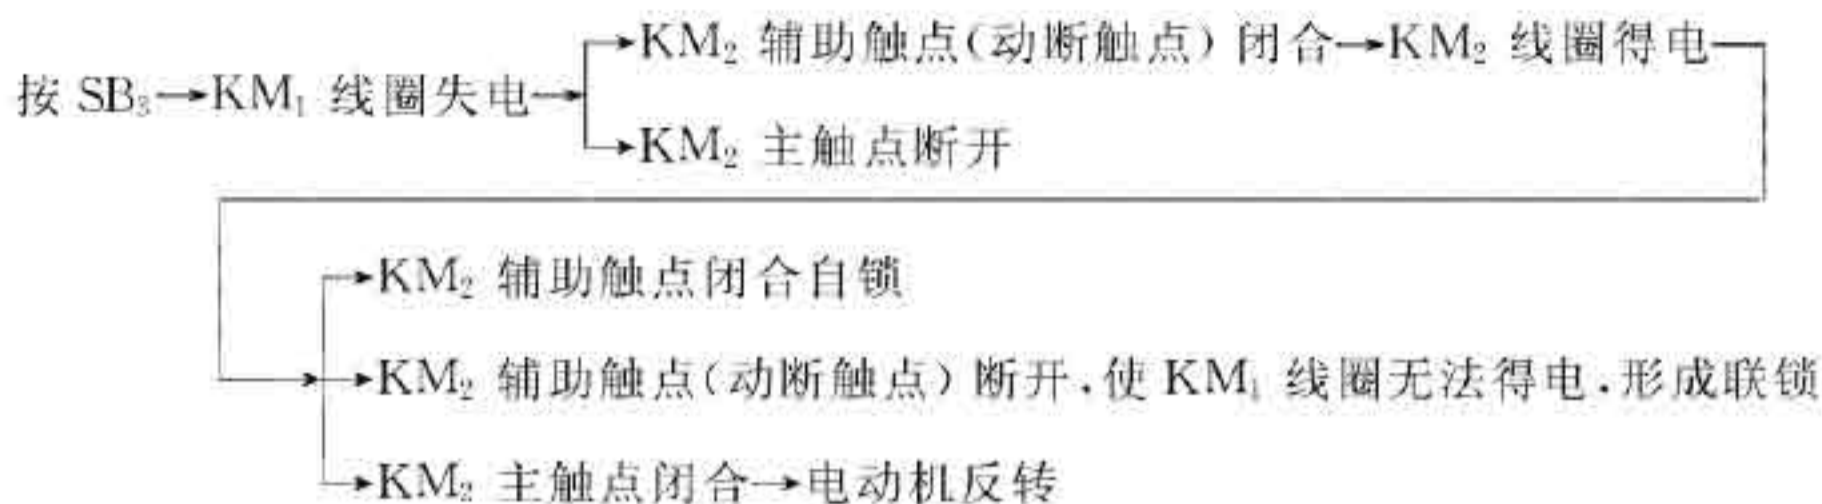 →KM₂ 辅助触点(动断触点) 闭合→KM₂ 线圈得电
按 SB₃→KM₁ 线圈失电→
→KM₂ 主触点断开
→KM₂ 辅助触点闭合自锁
→KM₂ 辅助触点(动断触点) 断开,使 KM₁ 线圈无法得电,形成联锁
→KM₂ 主触点闭合→电动机反转